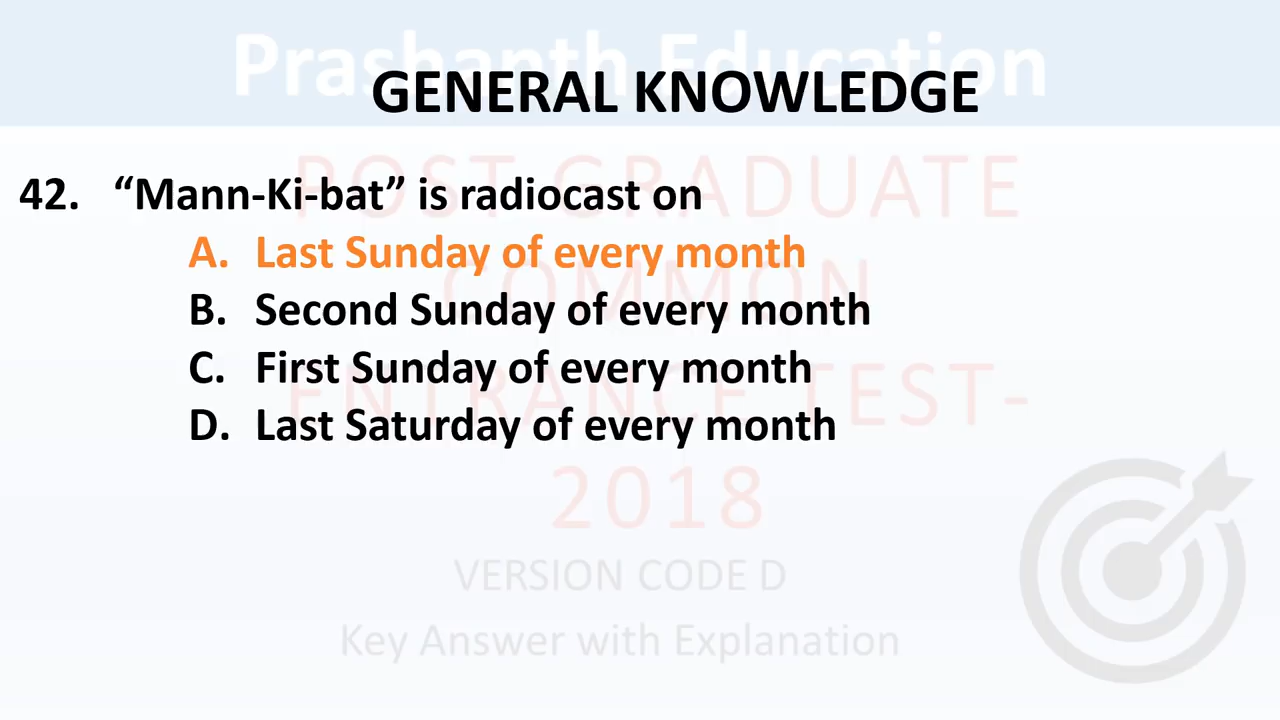 Prashanth Education
GENERAL KNOWLEDGE
POST GRADUATE
42. “Mann-Ki-bat” is radiocast on
A. Last Sunday of every month
COMMON
B. Second Sunday of every month
C. First Sunday of every month
ENTRANCE TEST-
D. Last Saturday of every month
2018
VERSION CODE D
Key Answer with Explanation